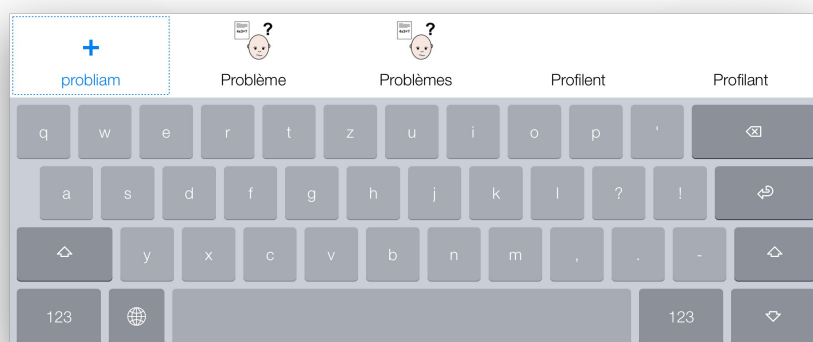 +
probliam Problème Problèmes Profilent Profilant
q w e r t z u i o p '
a s d f g h j k l ? !
y x c v b n m , . -
123 123